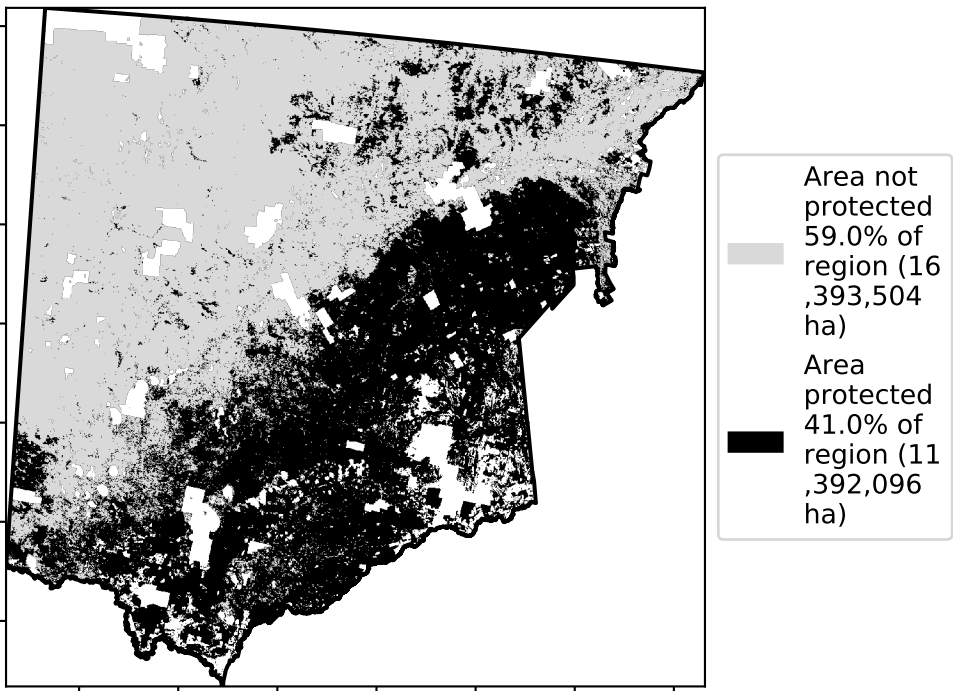 Area not
protected
59.0% of
region (16
,393,504
ha)
Area
protected
41.0% of
region (11
,392,096
ha)